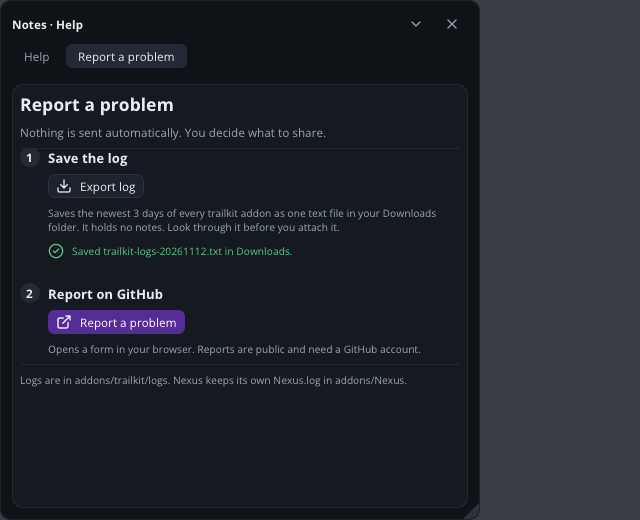 Notes · Help
Help
Report a problem
Report a problem
Nothing is sent automatically. You decide what to share.
1
Save the log
Export log
Saves the newest 3 days of every trailkit addon as one text file in your Downloads
folder. It holds no notes. Look through it before you attach it.
Saved trailkit-logs-20261112.txt in Downloads.
2
Report on GitHub
Report a problem
Opens a form in your browser. Reports are public and need a GitHub account.
Logs are in addons/trailkit/logs. Nexus keeps its own Nexus.log in addons/Nexus.